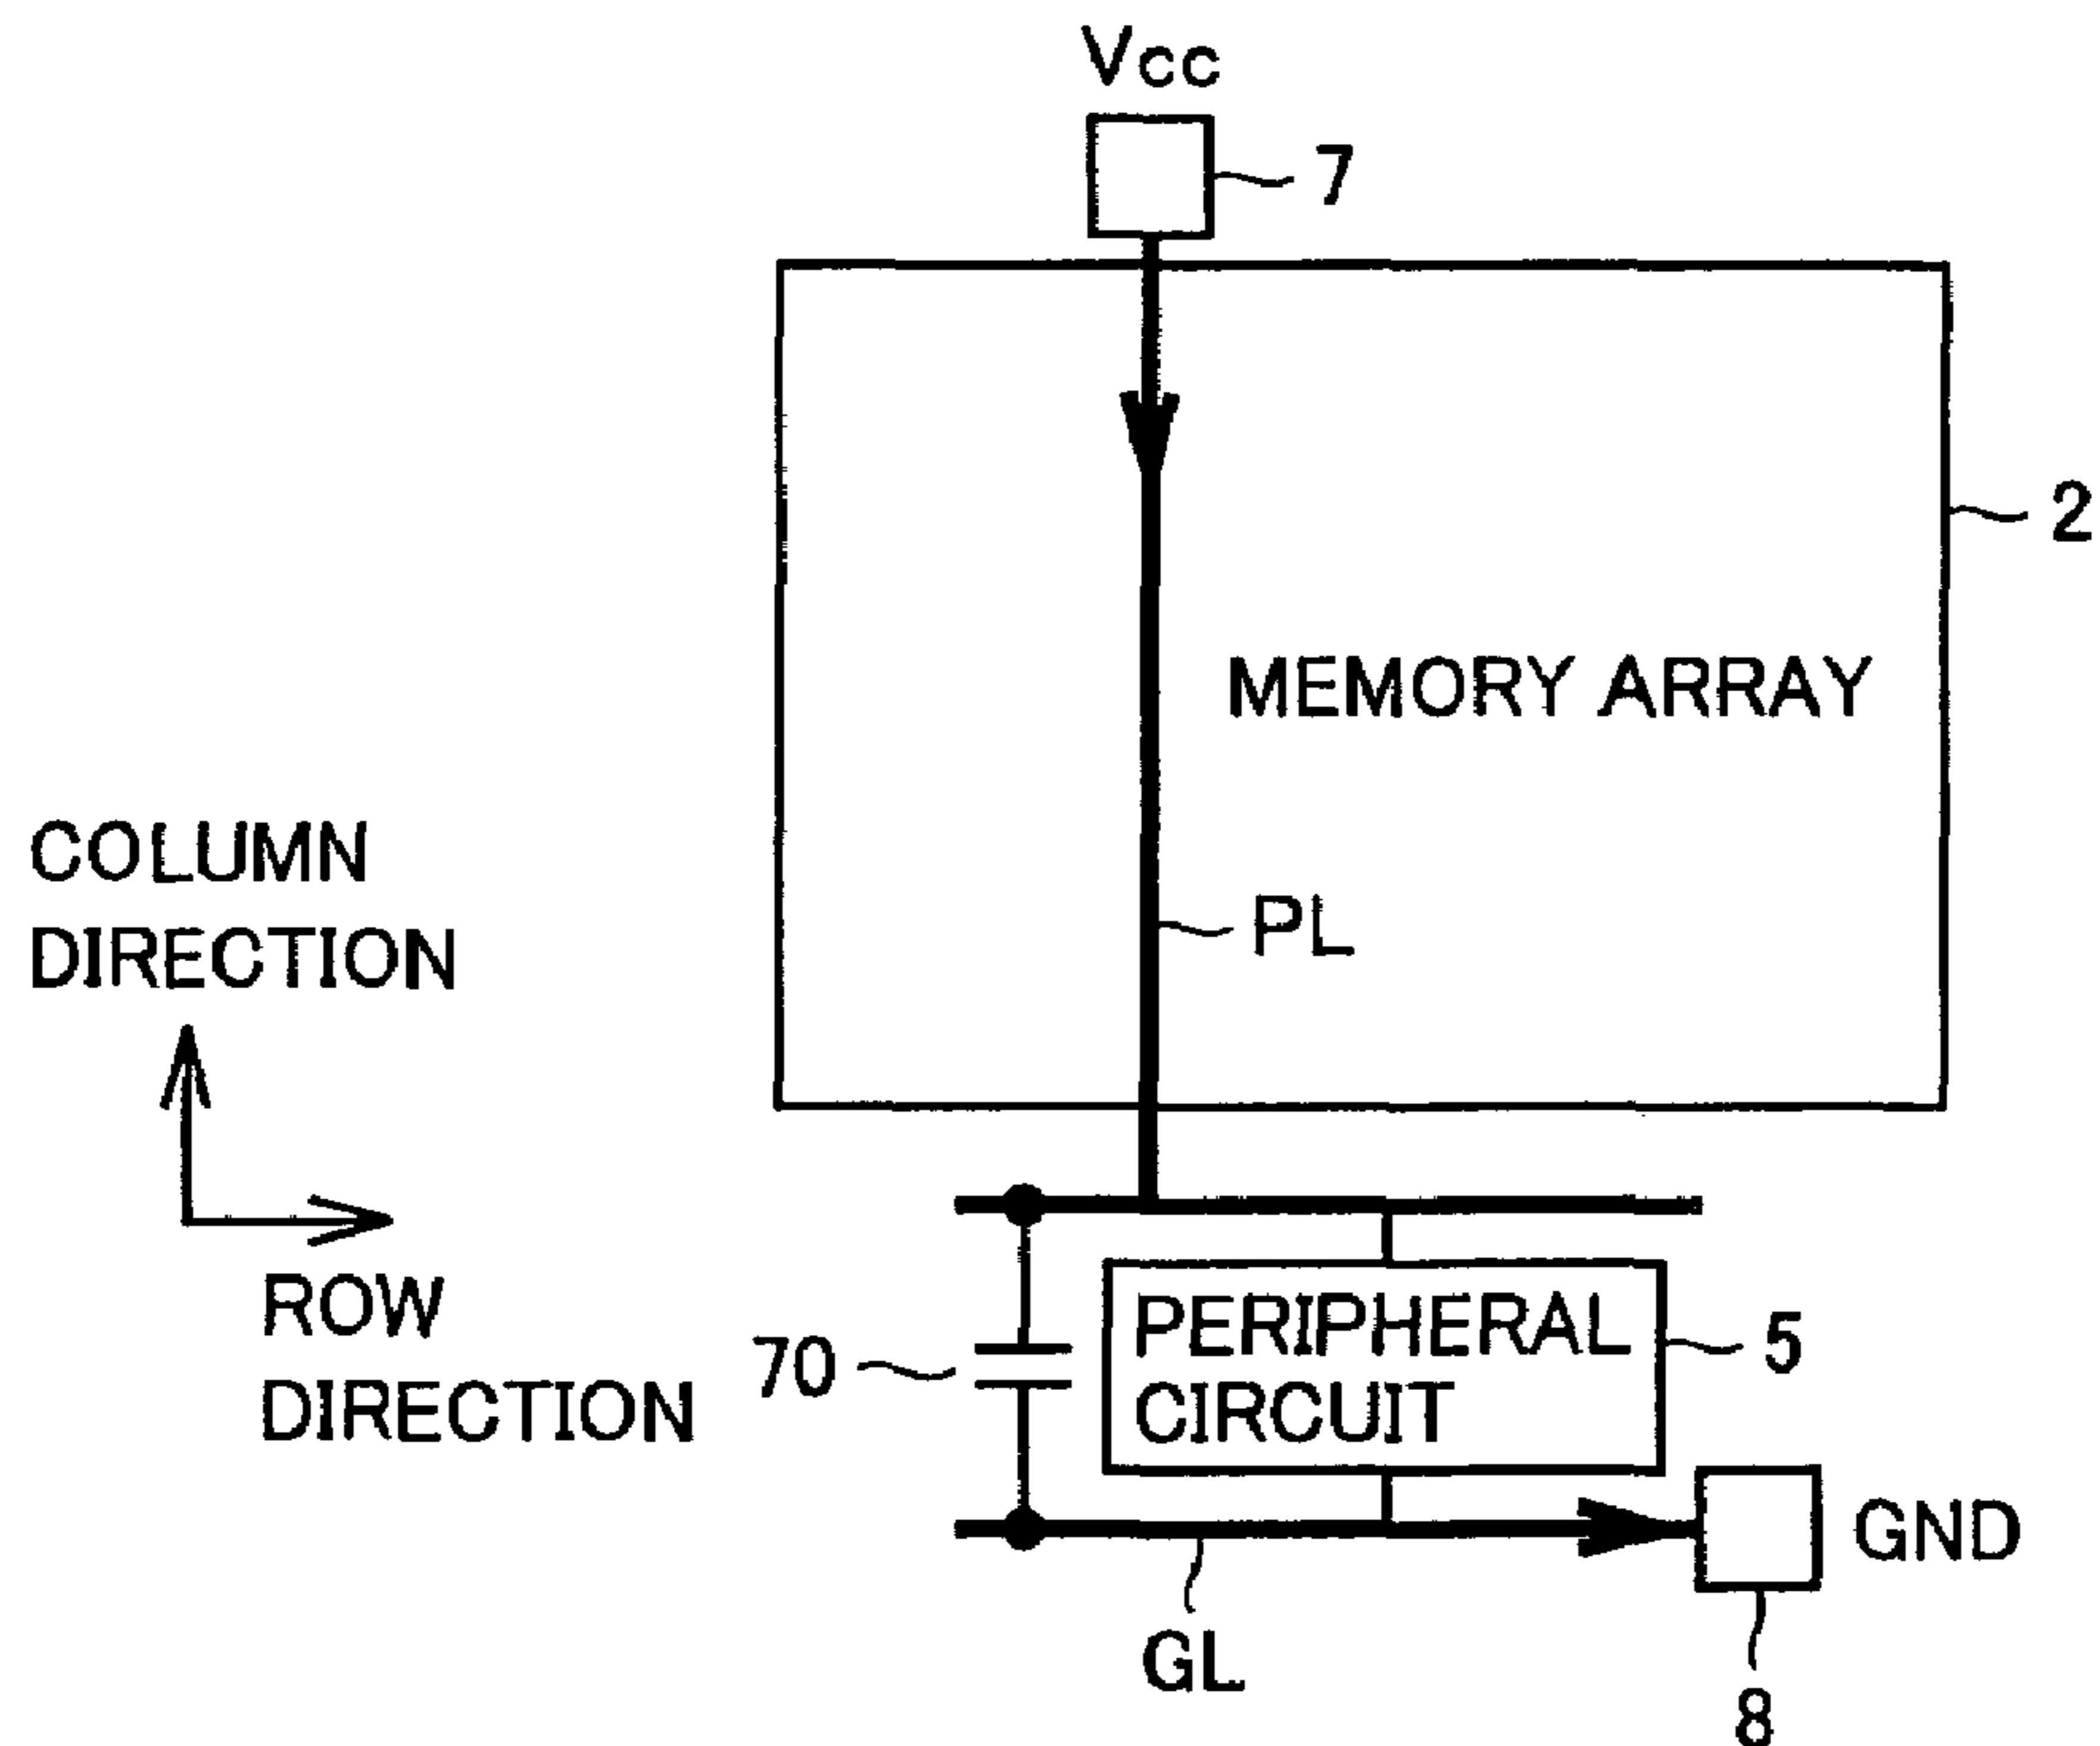 Vcc
7
2
MEMORY ARRAY
COLUMN
DIRECTION
PL
ROW
DIRECTION
70
PERIPHERAL
CIRCUIT
5
GND
GL
8